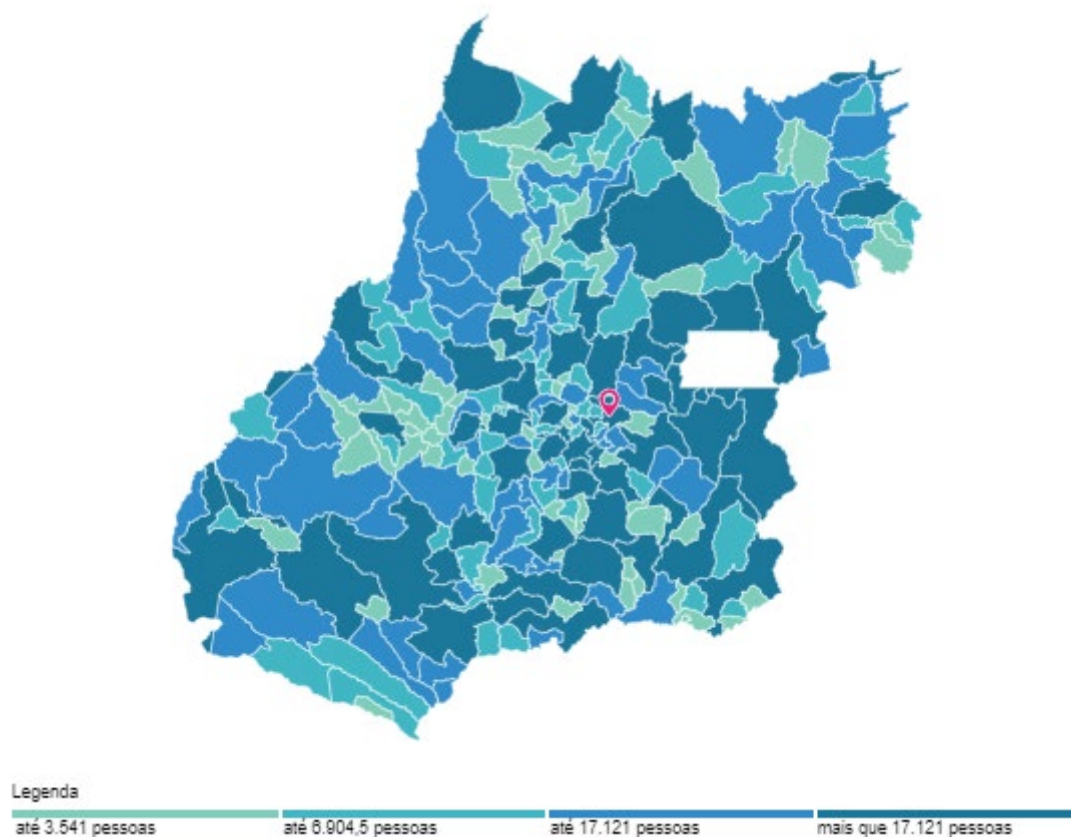 Legenda
até 3.541 pessoas
até 6.904,5 pessoas
até 17.121 pessoas
mais que 17.121 pessoas